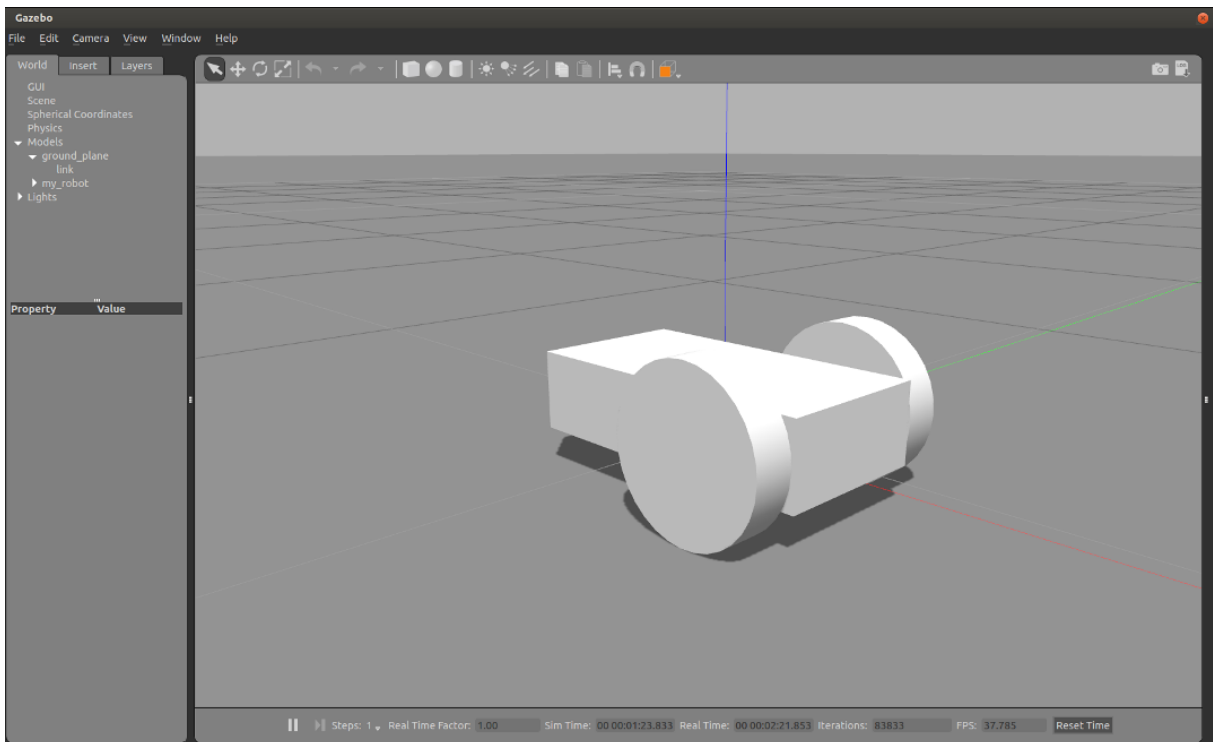 Gazebo
File Edit Camera View Window Help
World Insert Layers
GUI
Scene
Spherical Coordinates
Physics
Models
ground_plane
link
my_robot
Lights
Property Value
Steps: 1 Real Time Factor: 1.00 Sim Time: 00 00:01:23.833 Real Time: 00 00:02:21.853 Iterations: 83833 FPS: 37.785 Reset Time